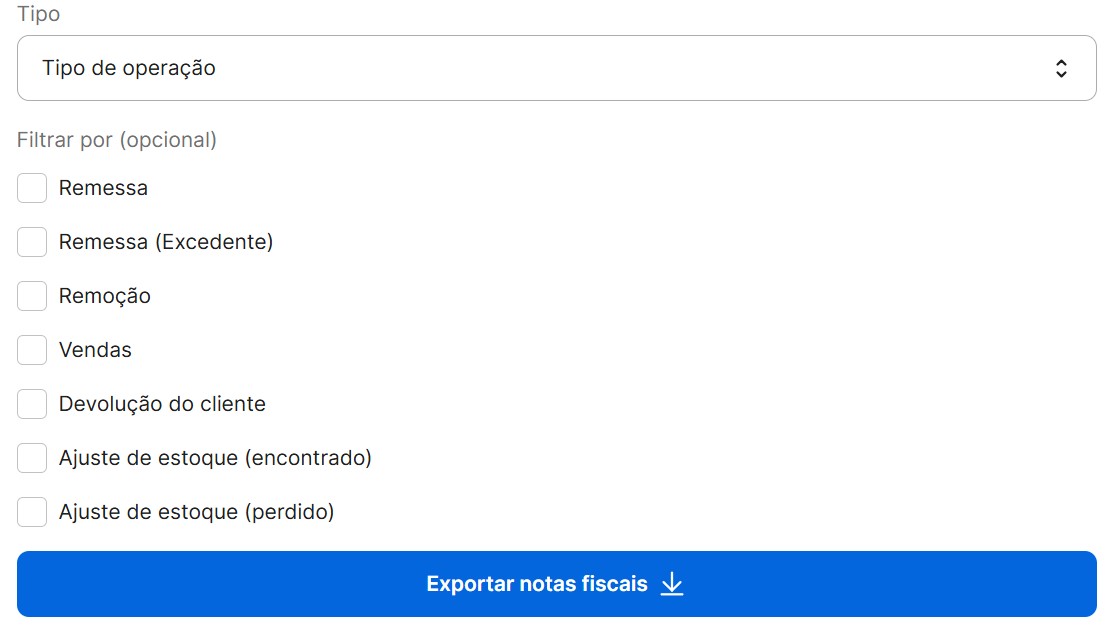 Tipo
Tipo de operação
Filtrar por (opcional)
Remessa
Remessa (Excedente)
Remoção
Vendas
Devolução do cliente
Ajuste de estoque (encontrado)
Ajuste de estoque (perdido)
Exportar notas fiscais